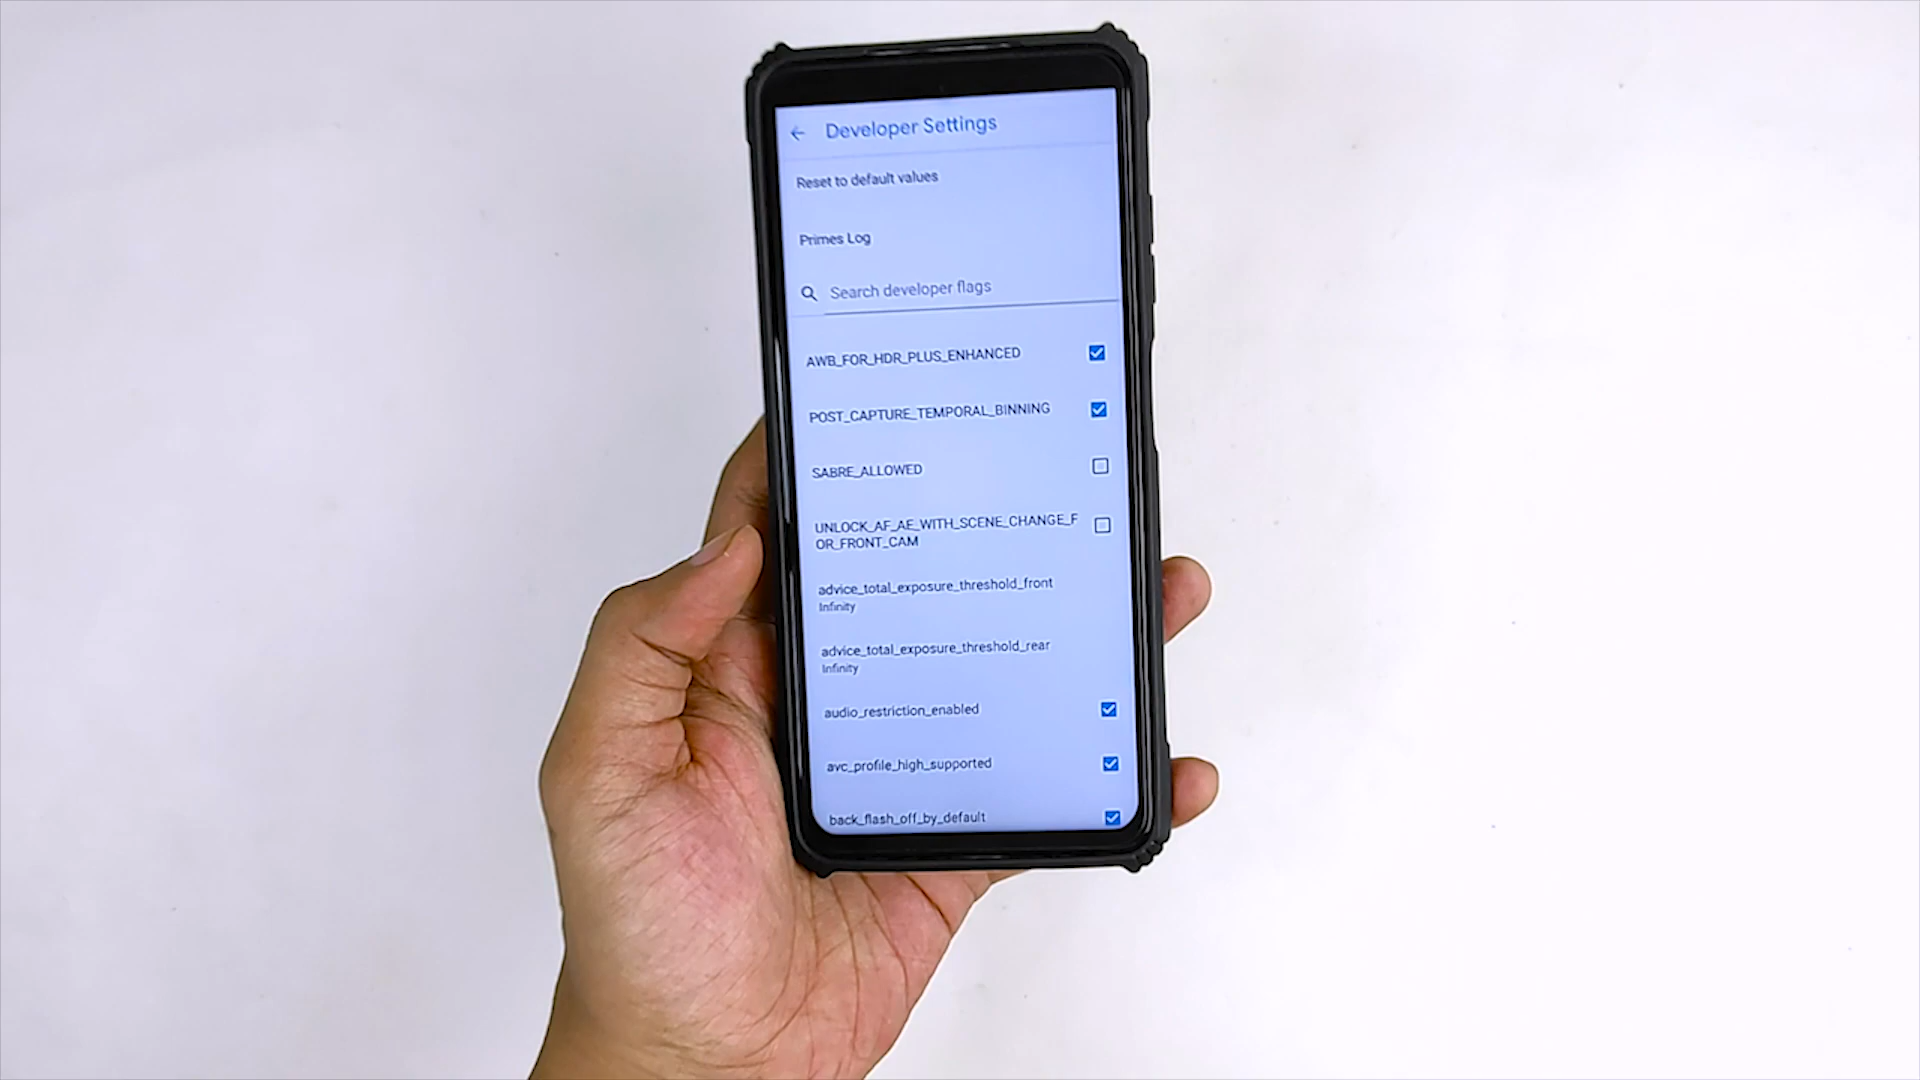 Developer Settings
Reset to default values
Primes Log
Search developer flags
AWB_FOR_HDR_PLUS_ENHANCED
POST_CAPTURE_TEMPORAL_BINNING
SABRE_ALLOWED
UNLOCK_AF_AE_WITH_SCENE_CHANGE_F
OR_FRONT_CAM
advice_total_exposure_threshold_front
Infinity
advice_total_exposure_threshold_rear
Infinity
audio_restriction_enabled
avc_profile_high_supported
back_flash_off_by_default